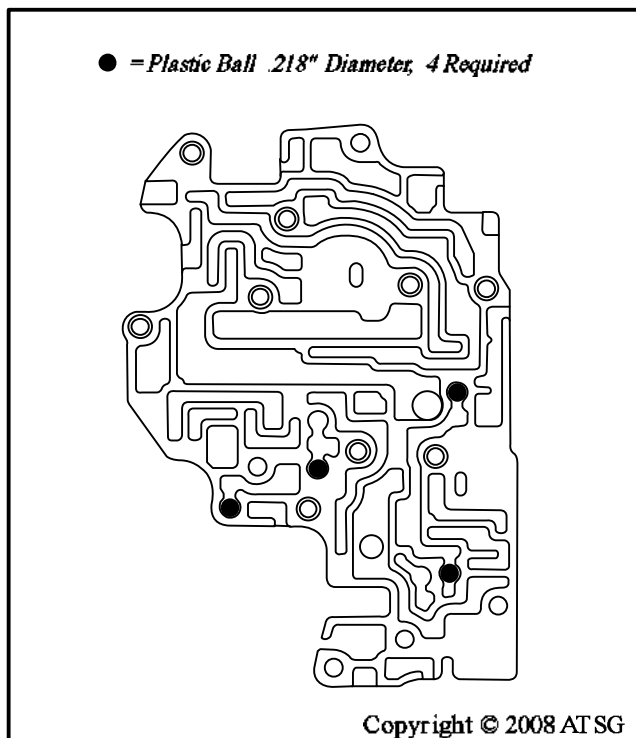 ● = Plastic Ball .218" Diameter, 4 Required
Copyright © 2008 ATSG